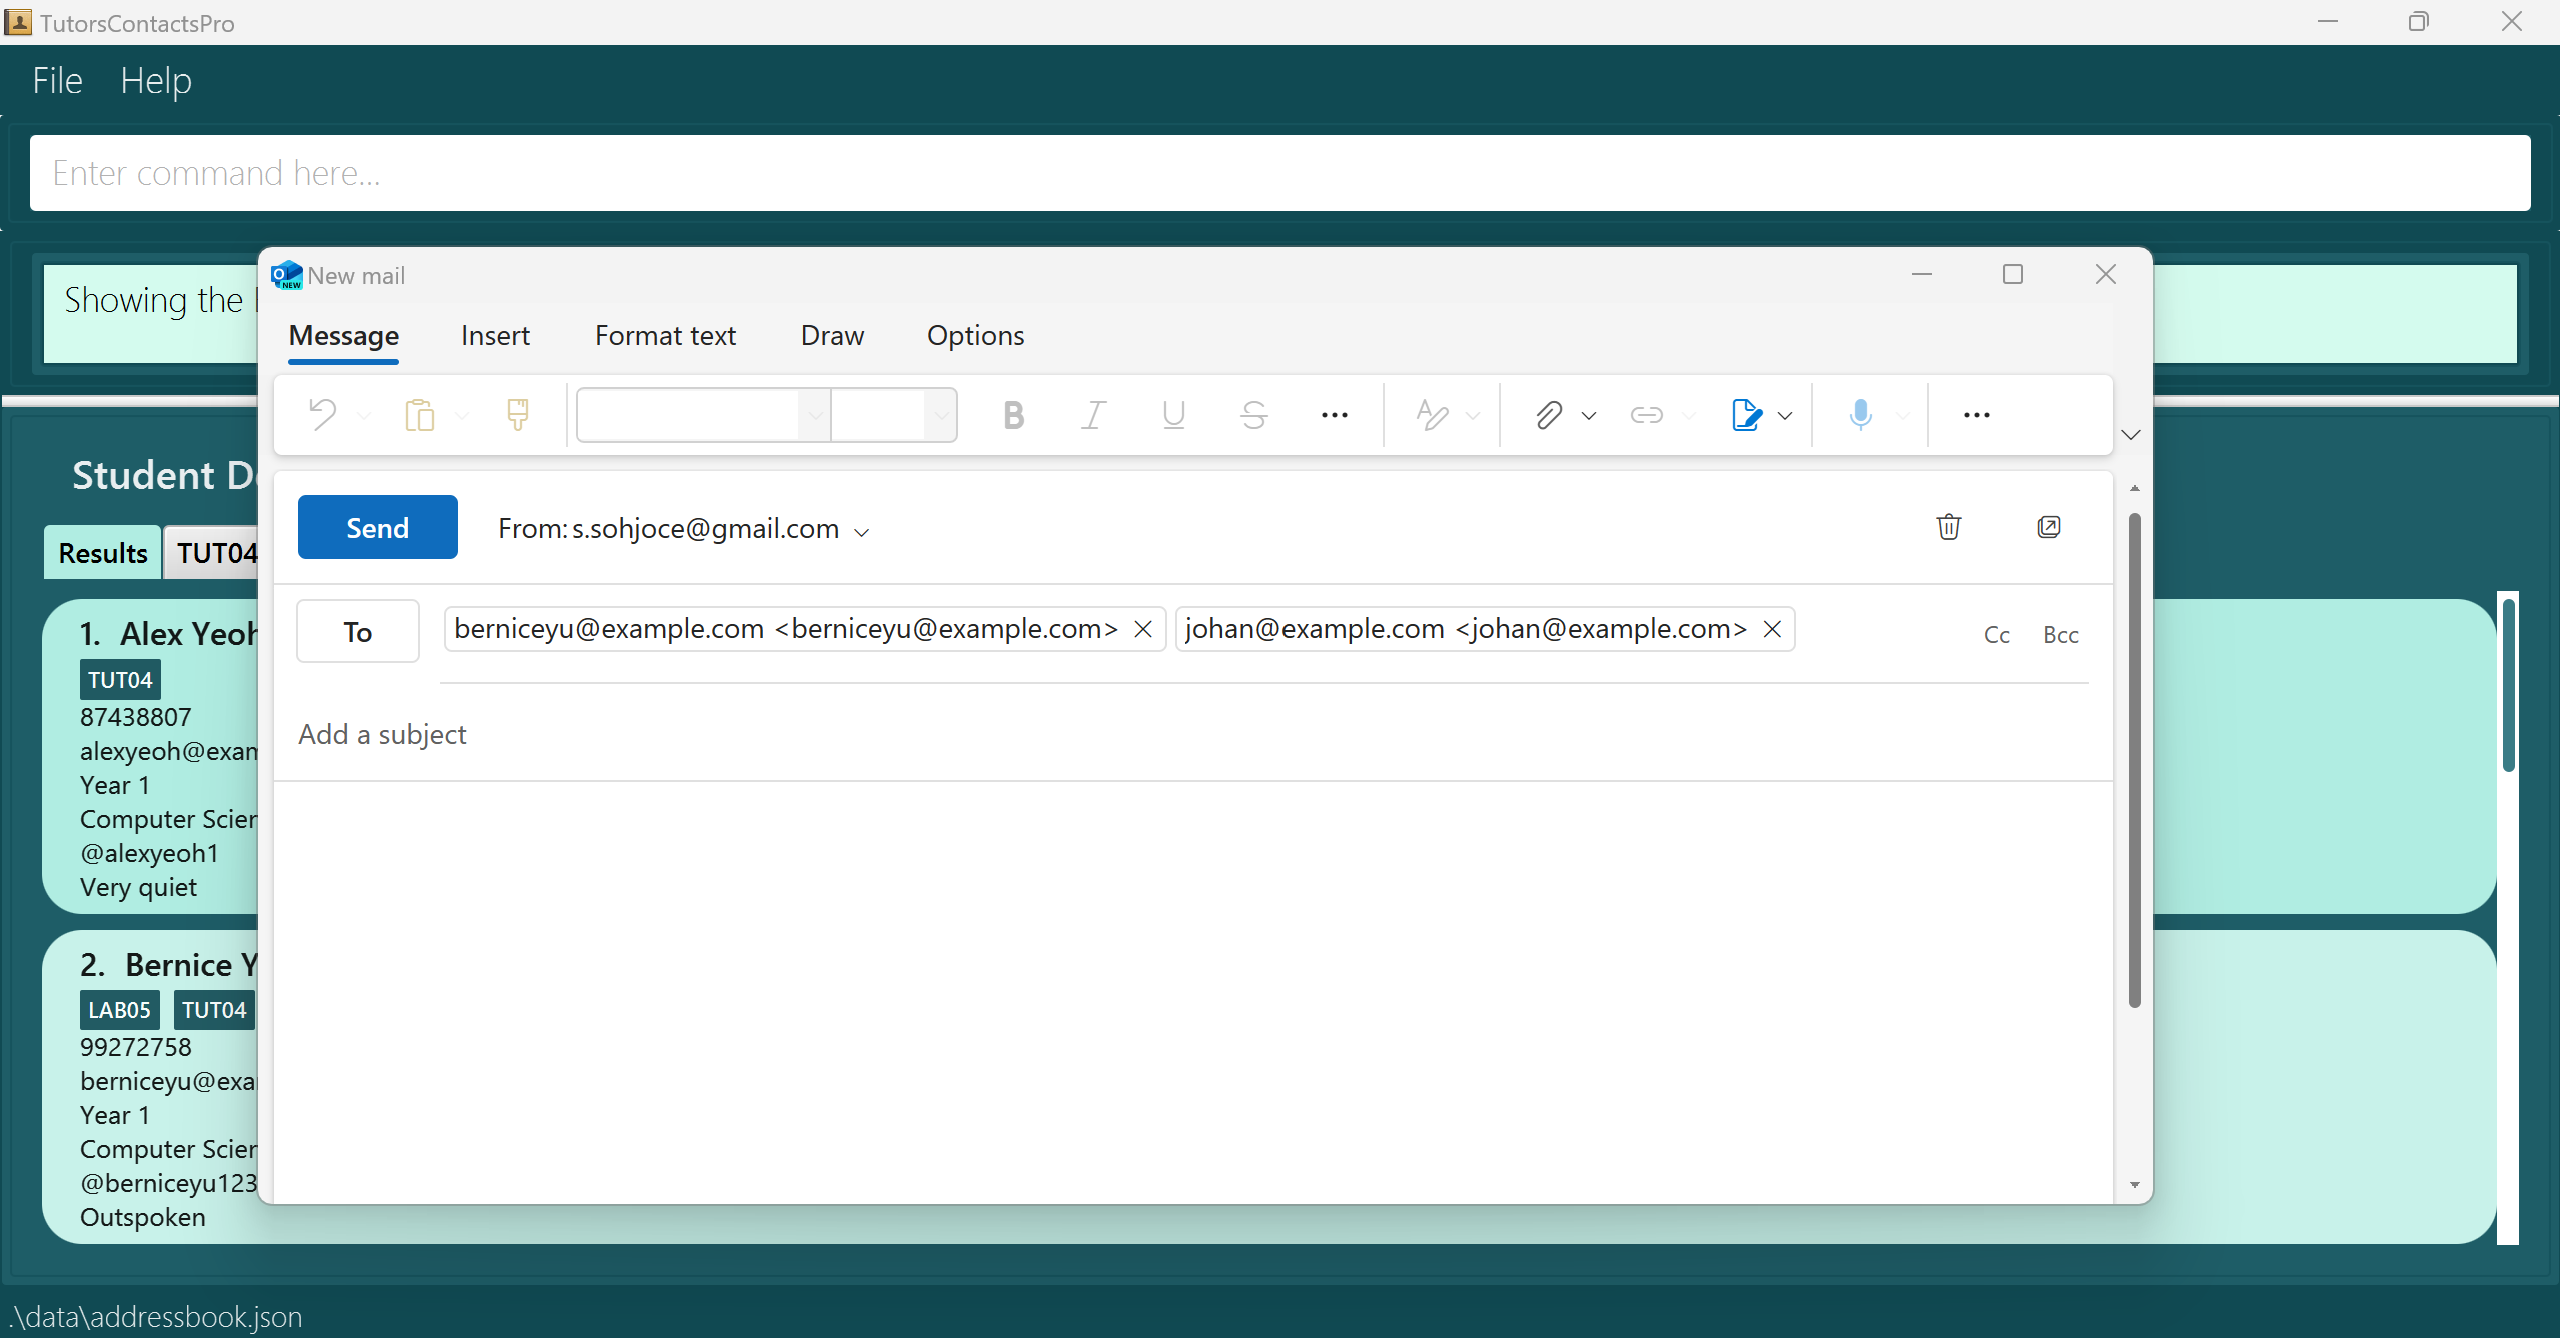 TutorsContactsPro
File Help
Enter command here...
Showing the
New mail
Message Insert Format text Draw Options
Send From: s.sohjoce@gmail.com
To berniceyu@example.com <berniceyu@example.com> johan@example.com <johan@example.com> Cc Bcc
Add a subject
Student D
Results TUT04
1. Alex Yeoh
TUT04
87438807
alexyeoh@exam
Year 1
Computer Scien
@alexyeoh1
Very quiet
2. Bernice Y
LAB05 TUT04
99272758
berniceyu@exa
Year 1
Computer Scien
@berniceyu123
Outspoken
.\data\addressbook.json